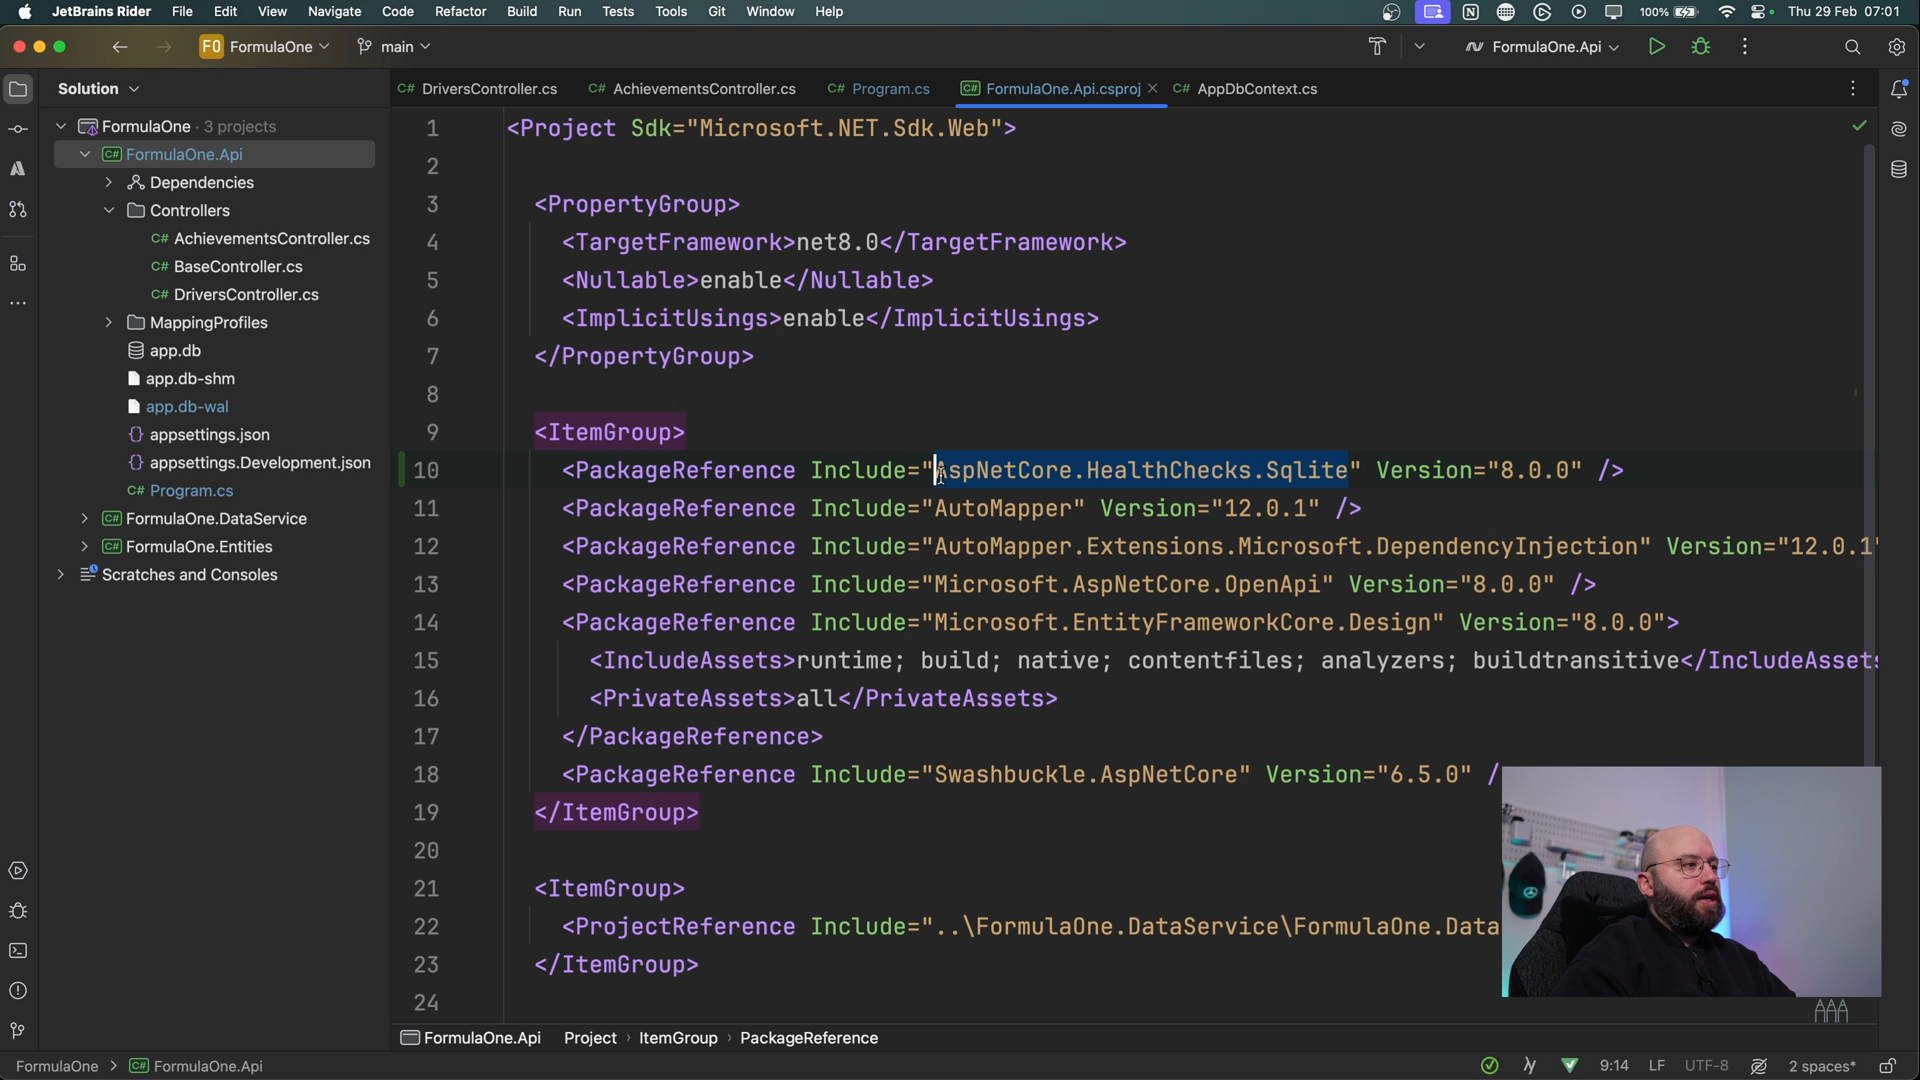 JetBrains Rider File Edit View Navigate Code Refactor Build Run Tests Tools Git Window Help 100% Thu 29 Feb 07:01
FO FormulaOne main FormulaOne.Api
Solution
C# DriversController.cs C# AchievementsController.cs C# Program.cs C# FormulaOne.Api.csproj C# AppDbContext.cs
FormulaOne · 3 projects
C# FormulaOne.Api
Dependencies
Controllers
C# AchievementsController.cs
C# BaseController.cs
C# DriversController.cs
MappingProfiles
app.db
app.db-shm
app.db-wal
{} appsettings.json
{} appsettings.Development.json
C# Program.cs
C# FormulaOne.DataService
C# FormulaOne.Entities
Scratches and Consoles
1 <Project Sdk="Microsoft.NET.Sdk.Web">
2
3 <PropertyGroup>
4 <TargetFramework>net8.0</TargetFramework>
5 <Nullable>enable</Nullable>
6 <ImplicitUsings>enable</ImplicitUsings>
7 </PropertyGroup>
8
9 <ItemGroup>
10 <PackageReference Include="AspNetCore.HealthChecks.Sqlite" Version="8.0.0" />
11 <PackageReference Include="AutoMapper" Version="12.0.1" />
12 <PackageReference Include="AutoMapper.Extensions.Microsoft.DependencyInjection" Version="12.0.1"
13 <PackageReference Include="Microsoft.AspNetCore.OpenApi" Version="8.0.0" />
14 <PackageReference Include="Microsoft.EntityFrameworkCore.Design" Version="8.0.0">
15 <IncludeAssets>runtime; build; native; contentfiles; analyzers; buildtransitive</IncludeAssets
16 <PrivateAssets>all</PrivateAssets>
17 </PackageReference>
18 <PackageReference Include="Swashbuckle.AspNetCore" Version="6.5.0" /
19 </ItemGroup>
20
21 <ItemGroup>
22 <ProjectReference Include="..\FormulaOne.DataService\FormulaOne.Data
23 </ItemGroup>
24
FormulaOne.Api Project › ItemGroup › PackageReference
FormulaOne > C# FormulaOne.Api 9:14 LF UTF-8 2 spaces*